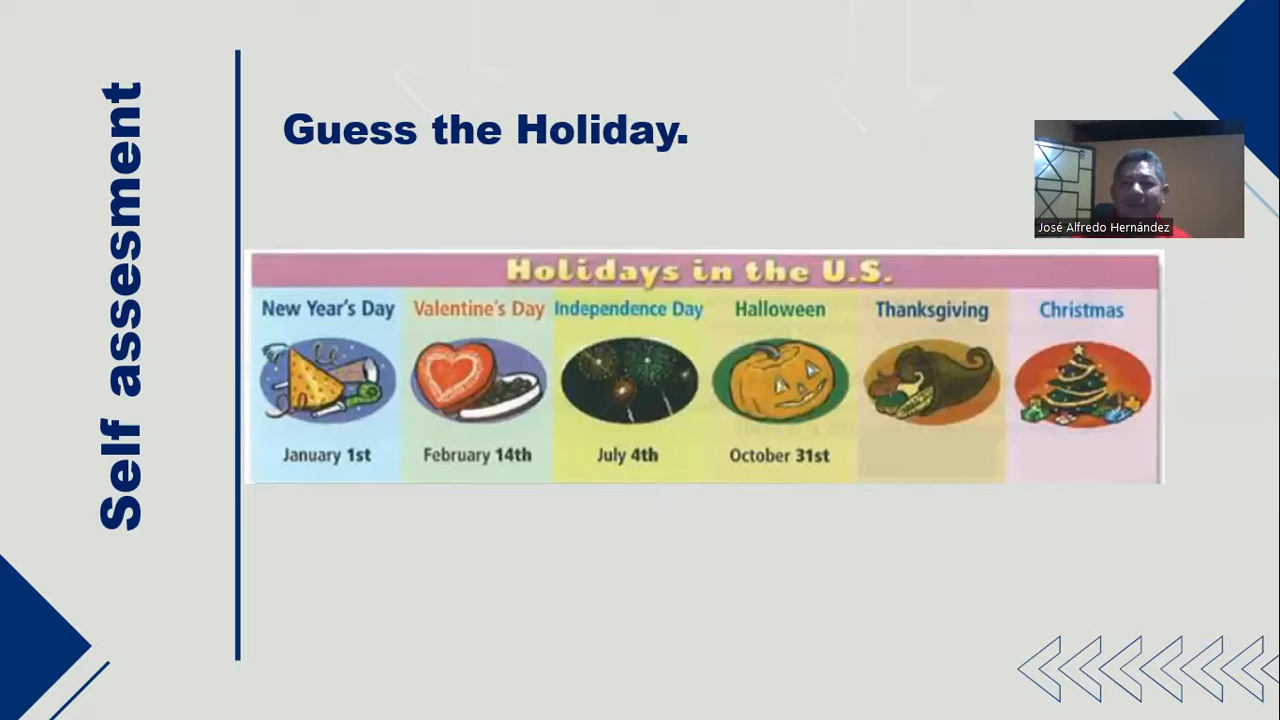 Self assesment
Guess the Holiday.
José Alfredo Hernández
Holidays in the U.S.
New Year's Day
Valentine's Day
Independence Day
Halloween
Thanksgiving
Christmas
January 1st
February 14th
July 4th
October 31st